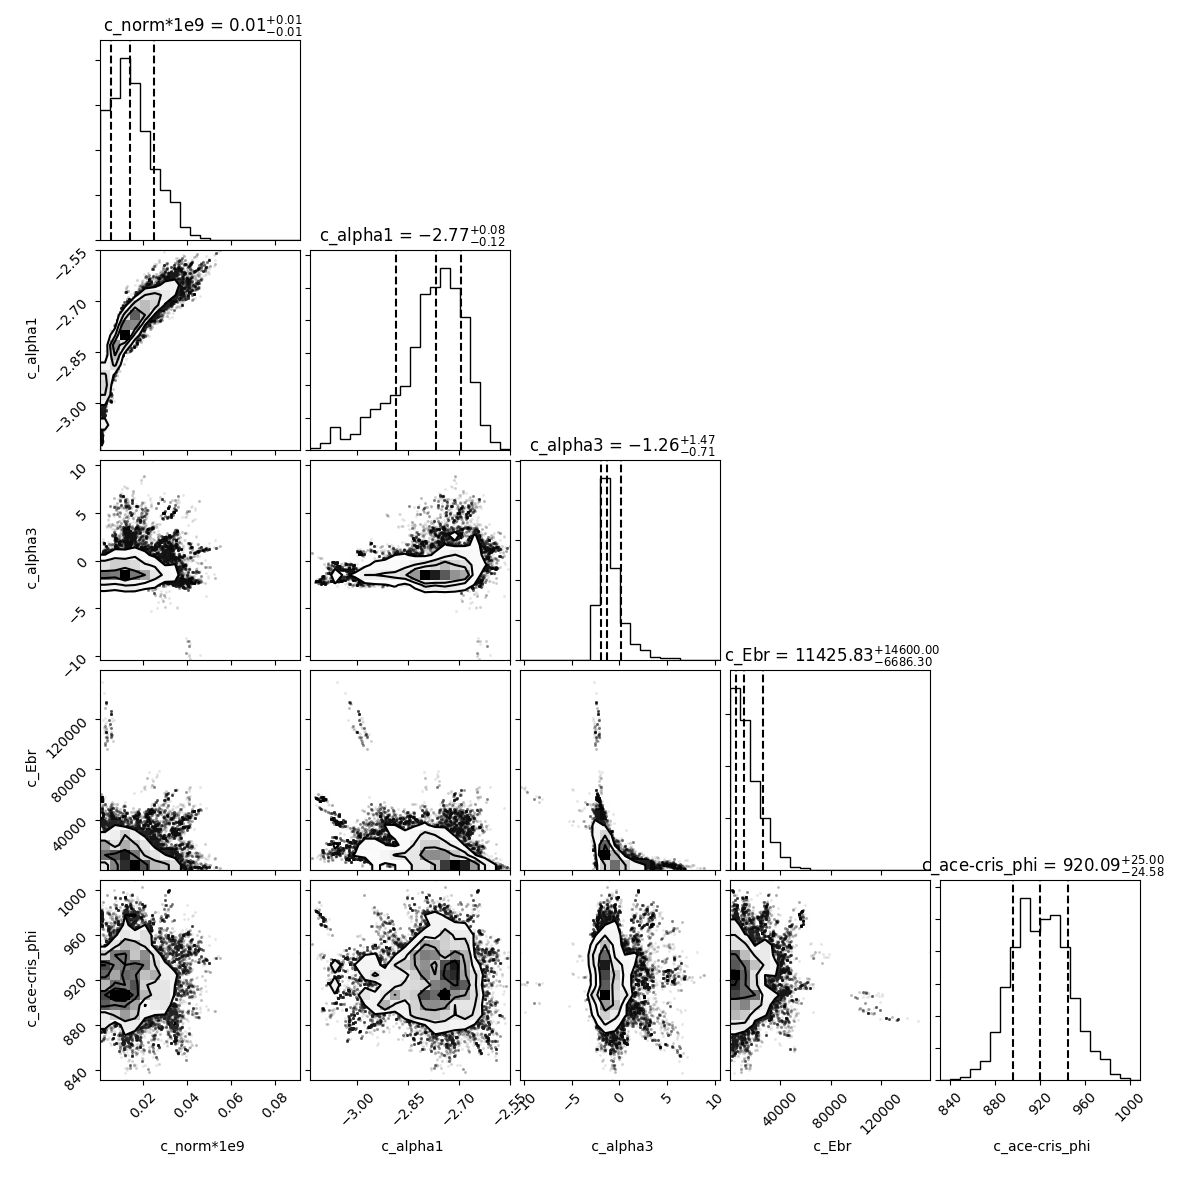 c_norm*1e9 = 0.01+0.01−0.01
c_alpha1 = −2.77+0.08−0.12
−2.55
−2.70
−2.85
−3.00
c_alpha1
c_alpha3 = −1.26+1.47−0.71
10
5
0
−5
−10
c_alpha3
c_Ebr = 11425.83+14600.00−6686.30
120000
80000
40000
c_Ebr
c_ace-cris_phi = 920.09+25.00−24.58
1000
960
920
880
840
c_ace-cris_phi
0.02 0.04 0.06 0.08
−3.00 −2.85 −2.70 −2.55
−10 −5 0 5 10
40000 80000 120000
840 880 920 960 1000
c_norm*1e9 c_alpha1 c_alpha3 c_Ebr c_ace-cris_phi